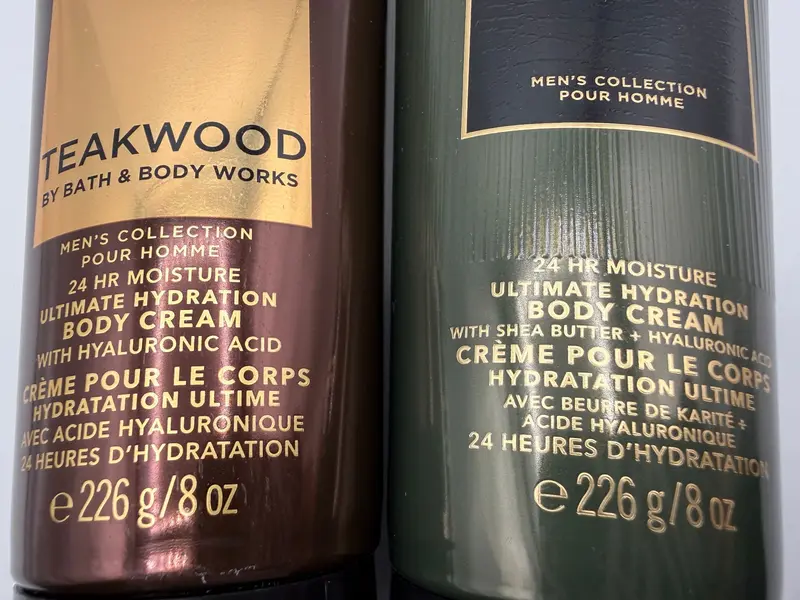 TEAKWOOD
BY BATH & BODY WORKS
MEN'S COLLECTION
POUR HOMME
24 HR MOISTURE
ULTIMATE HYDRATION
BODY CREAM
WITH HYALURONIC ACID
CRÈME POUR LE CORPS
HYDRATATION ULTIME
AVEC ACIDE HYALURONIQUE
24 HEURES D'HYDRATATION
℮ 226 g/8 oz
MEN'S COLLECTION
POUR HOMME
24 HR MOISTURE
ULTIMATE HYDRATION
BODY CREAM
WITH SHEA BUTTER + HYALURONIC ACID
CRÈME POUR LE CORPS
HYDRATATION ULTIME
AVEC BEURRE DE KARITÉ +
ACIDE HYALURONIQUE
24 HEURES D'HYDRATATION
℮ 226 g/8 oz